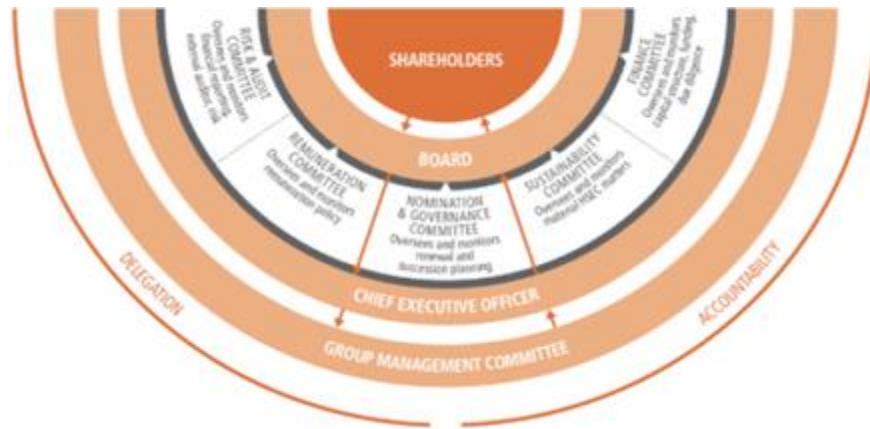 SHAREHOLDERS
BOARD
RISK & AUDIT
COMMITTEE
Oversees and monitors
financial reporting,
external auditor, risk
REMUNERATION
COMMITTEE
Oversees and monitors
remuneration policy
NOMINATION
& GOVERNANCE
COMMITTEE
Oversees and monitors
renewal and
succession planning
SUSTAINABILITY
COMMITTEE
Oversees and monitors
material HSEC matters
FINANCE
COMMITTEE
Oversees and monitors
capital structure, funding,
due diligence
CHIEF EXECUTIVE OFFICER
GROUP MANAGEMENT COMMITTEE
DELEGATION
ACCOUNTABILITY